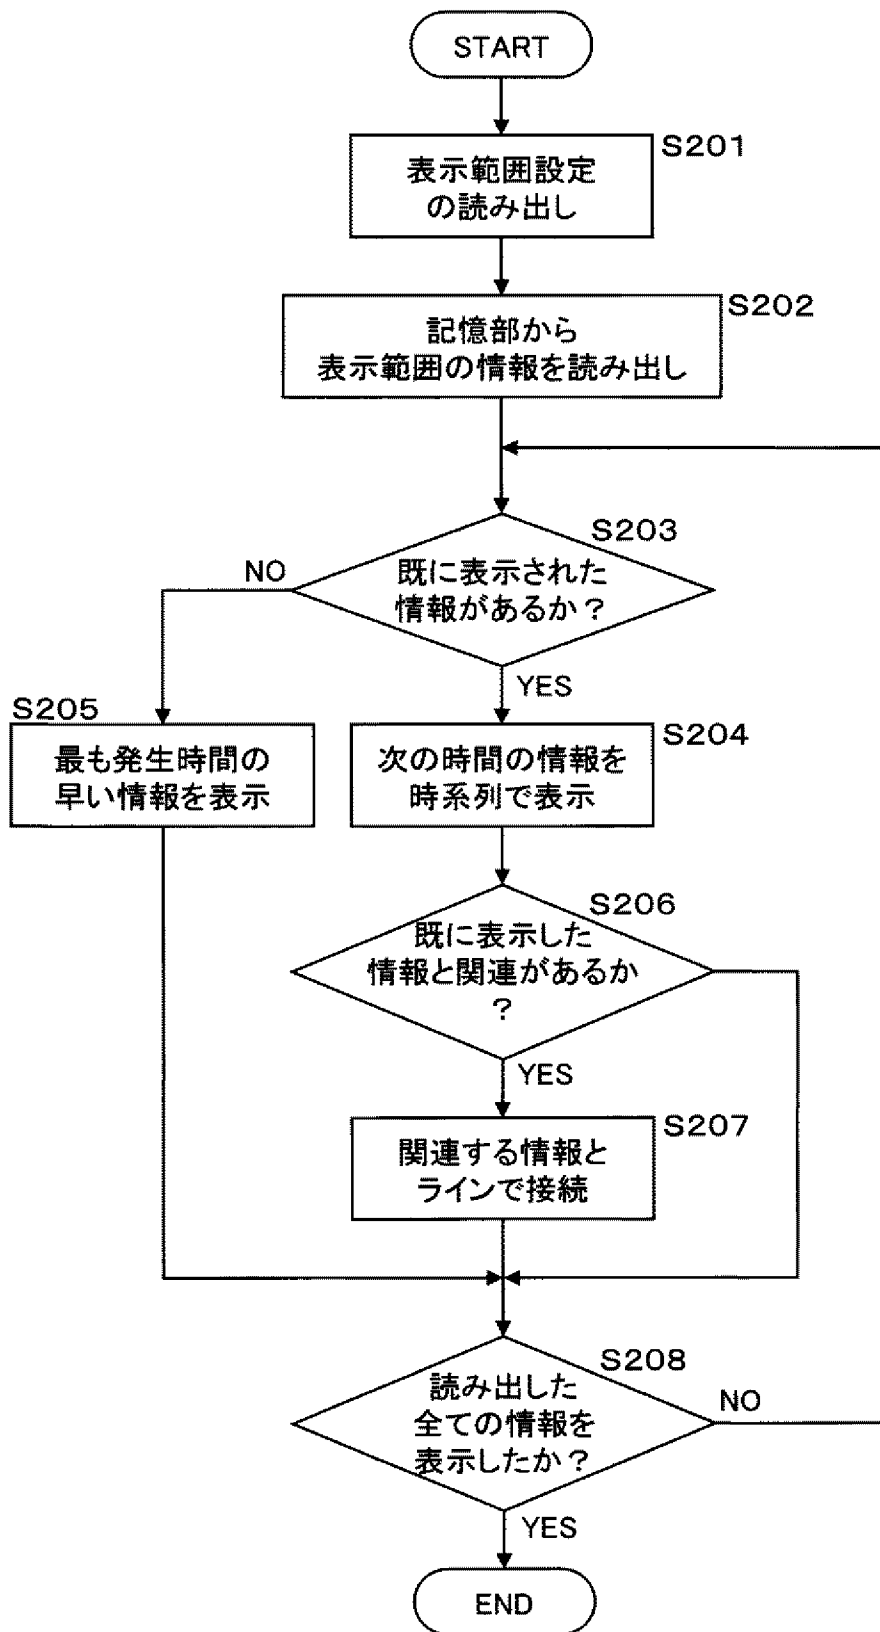 START
S201
表示範囲設定
の読み出し
S202
記憶部から
表示範囲の情報を読み出し
S203
既に表示された
情報があるか？
NO
YES
S205
最も発生時間の
早い情報を表示
S204
次の時間の情報を
時系列で表示
S206
既に表示した
情報と関連があるか
？
YES
S207
関連する情報と
ラインで接続
S208
読み出した
全ての情報を
表示したか？
NO
YES
END